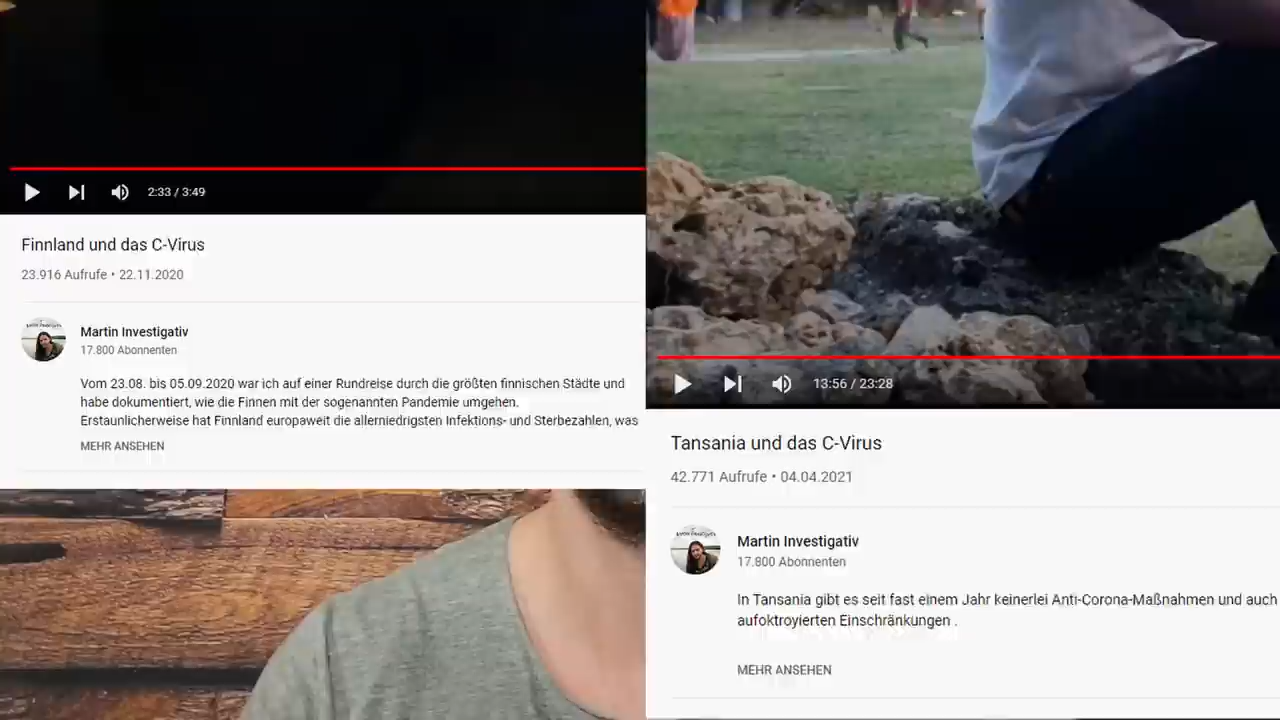 2:33 / 3:49
Finnland und das C-Virus
23.916 Aufrufe • 22.11.2020
Martin Investigativ
17.800 Abonnenten
Vom 23.08. bis 05.09.2020 war ich auf einer Rundreise durch die größten finnischen Städte und
habe dokumentiert, wie die Finnen mit der sogenannten Pandemie umgehen.
Erstaunlicherweise hat Finnland europaweit die allerniedrigsten Infektions- und Sterbezahlen, was
MEHR ANSEHEN
13:56 / 23:28
Tansania und das C-Virus
42.771 Aufrufe • 04.04.2021
Martin Investigativ
17.800 Abonnenten
In Tansania gibt es seit fast einem Jahr keinerlei Anti-Corona-Maßnahmen und auch
aufoktroyierten Einschränkungen .
MEHR ANSEHEN